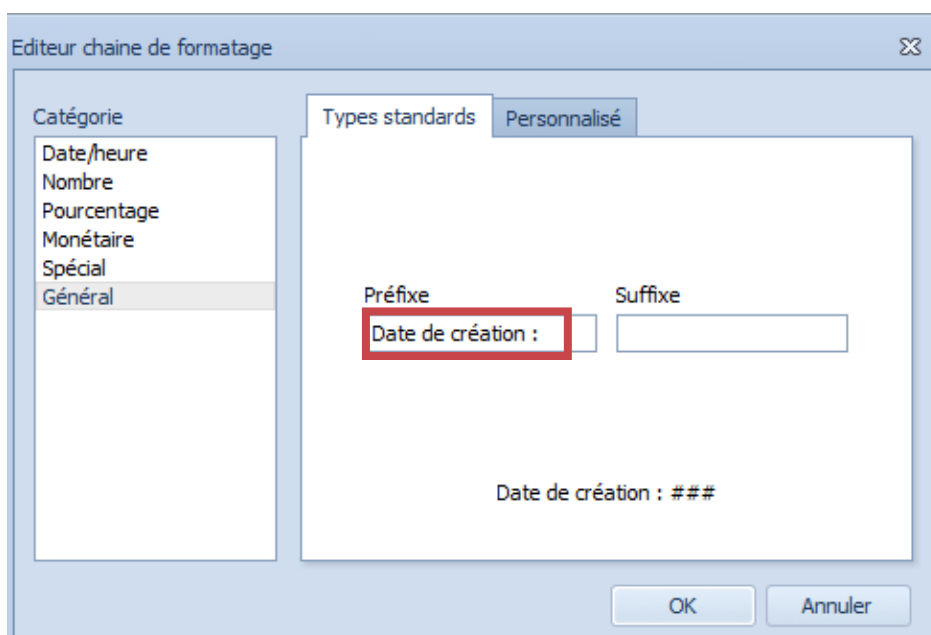 Editeur chaine de formatage
Catégorie
Date/heure
Nombre
Pourcentage
Monétaire
Spécial
Général
Types standards
Personnalisé
Préfixe
Suffixe
Date de création :
Date de création : ###
OK
Annuler